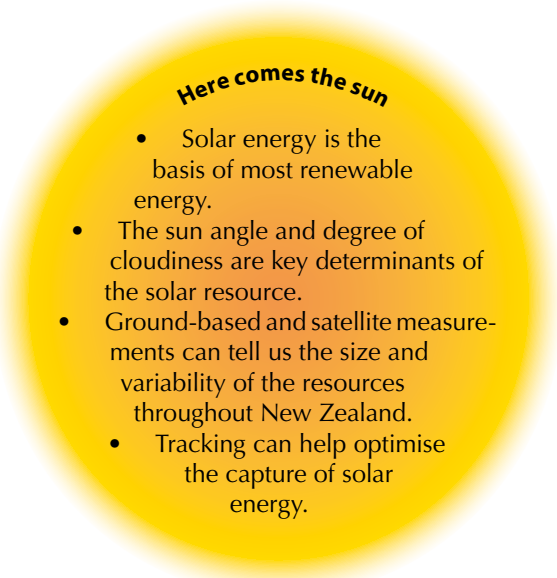 Here comes the sun
• Solar energy is the
basis of most renewable
energy.
• The sun angle and degree of
cloudiness are key determinants of
the solar resource.
• Ground-based and satellite measure-
ments can tell us the size and
variability of the resources
throughout New Zealand.
• Tracking can help optimise
the capture of solar
energy.